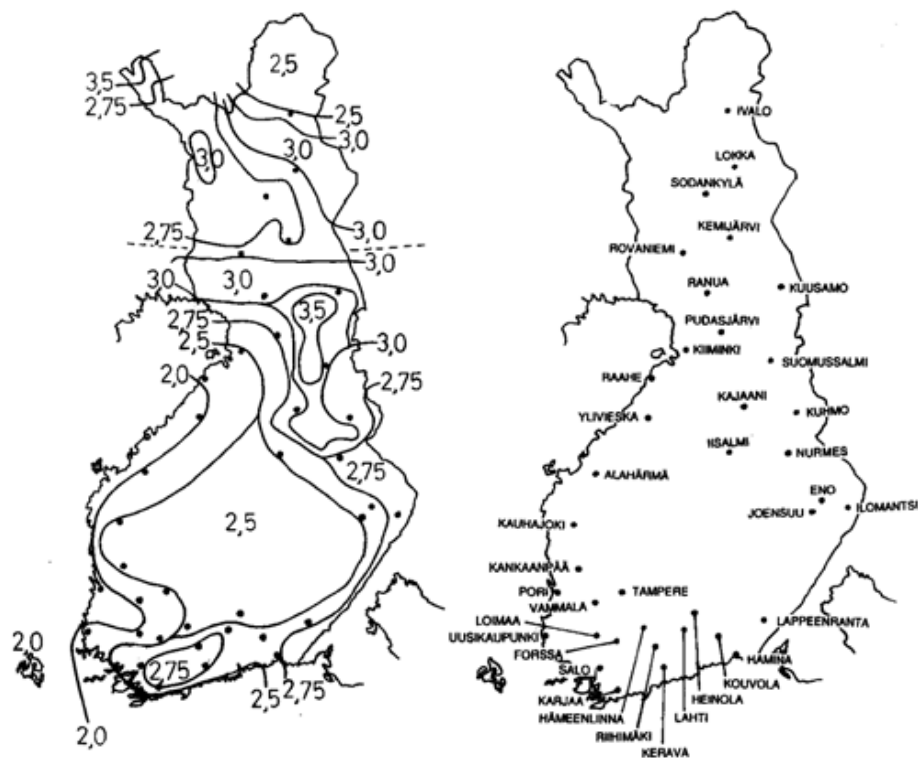 2,5
3,5
2,75
2,5
3,0
3,0
3,0
2,75
3,0
3,0
3,0
3,0
3,5
2,75
2,5
3,0
2,0
2,75
2,75
2,5
2,0
2,75
2,5
2,75
2,0
IVALO
LOKKA
SODANKYLÄ
KEMIJÄRVI
ROVANIEMI
RANUA
KUUSAMO
PUDASJÄRVI
KIIMINKI
SUOMUSSALMI
RAAHE
KAJAANI
YLIVIESKA
KUHMO
IISALMI
NURMES
ALAHÄRMÄ
ENO
JOENSUU
ILOMANTSI
KAUHAJOKI
KANKAANPÄÄ
PORI
TAMPERE
VAMMALA
LOIMAA
LAPPEENRANTA
UUSIKAUPUNKI
FORSSA
HAMINA
SALO
KOUVOLA
KARJAA
HEINOLA
HÄMEENLINNA
LAHTI
RIIHIMÄKI
KERAVA